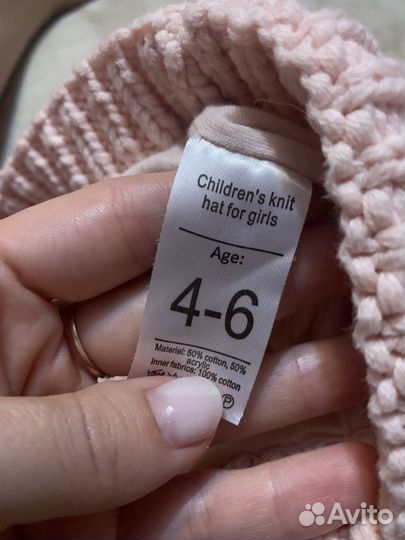 Children's knit
hat for girls
Age:
4-6
Material: 50% cotton, 50%
acrylic
Inner fabrics: 100% cotton
P
Avito